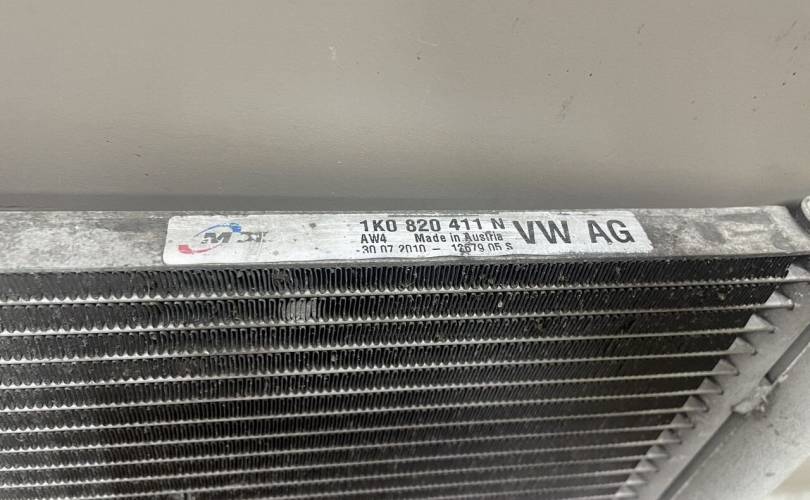 1K0 820 411 N
AW4 Made in Austria
30 07 2010 - 12679 05 S
VW AG